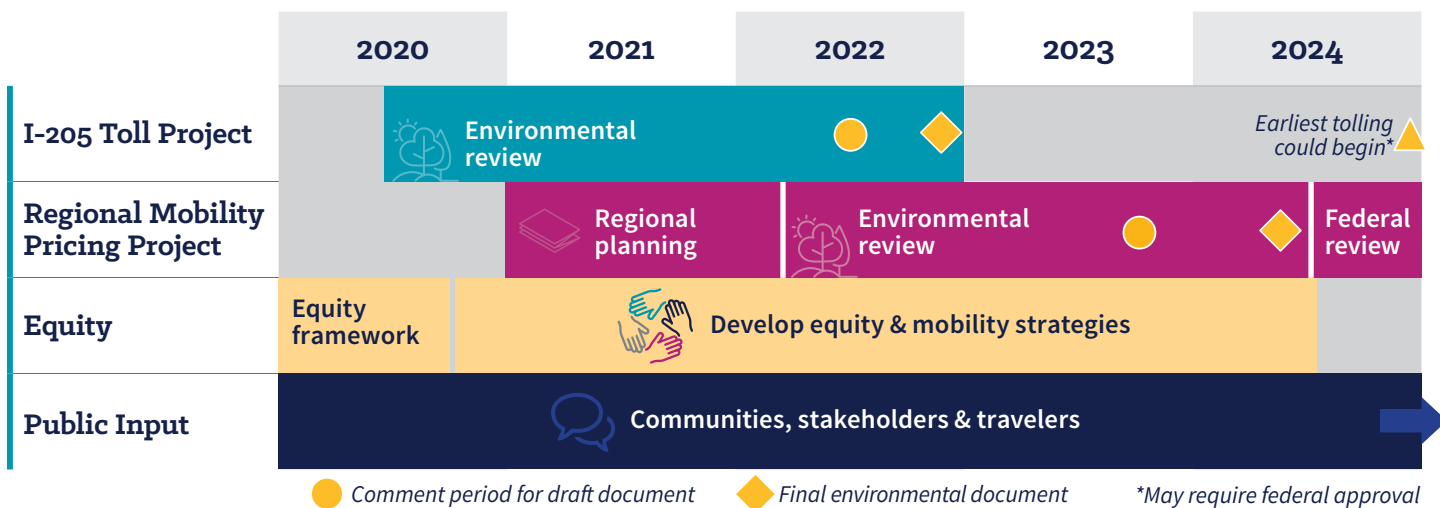 2020
2021
2022
2023
2024
I-205 Toll Project
Environmental
review
Earliest tolling
could begin*
Regional Mobility
Pricing Project
Regional
planning
Environmental
review
Federal
review
Equity
Equity
framework
Develop equity & mobility strategies
Public Input
Communities, stakeholders & travelers
Comment period for draft document
Final environmental document
*May require federal approval